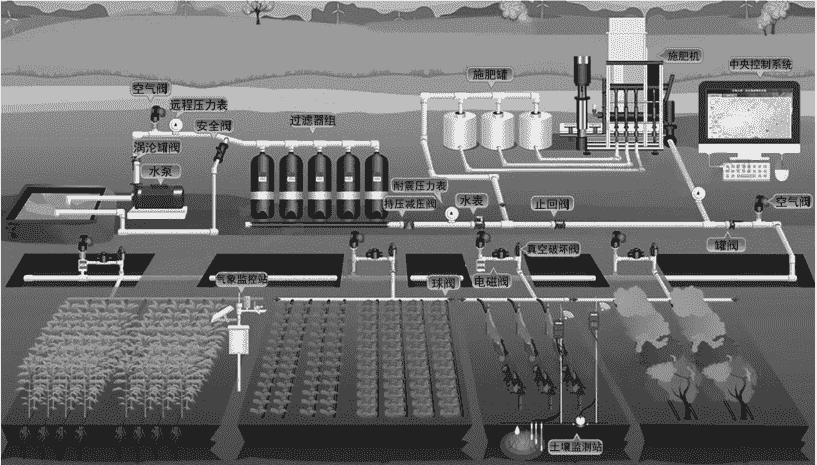 施肥机
施肥罐
中央控制系统
空气阀
远程压力表
安全阀
过滤器组
涡沦罐阀
水泵
耐震压力表
持压减压阀
水表
止回阀
空气阀
罐阀
真空破坏阀
气象监控站
球阀
电磁阀
土壤监测站